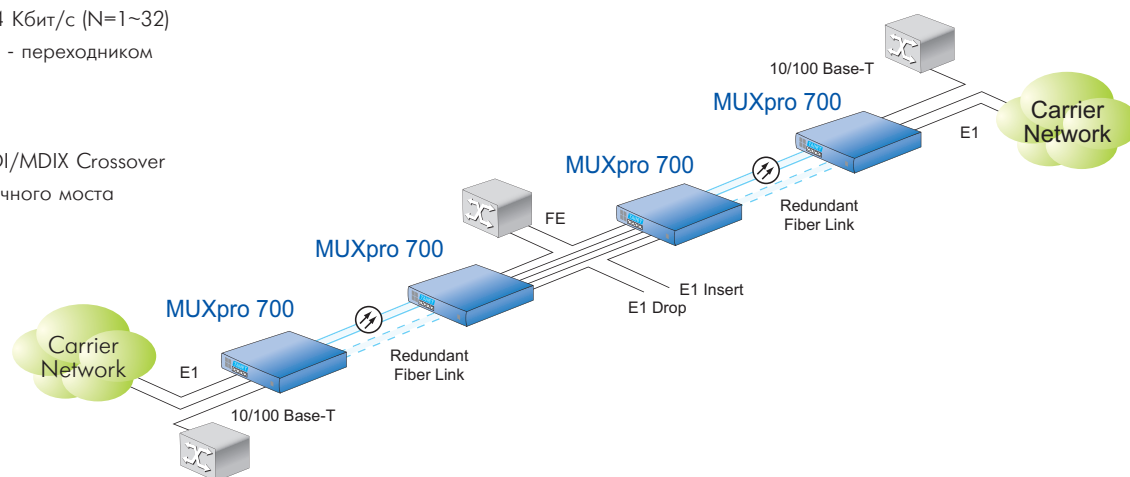 Кбит/с (N=1~32)
- переходником
MDIX Crossover
моста
10/100 Base-T
MUXpro 700
E1
Carrier
Network
MUXpro 700
Redundant
Fiber Link
FE
MUXpro 700
E1 Insert
E1 Drop
MUXpro 700
Redundant
Fiber Link
Carrier
Network
E1
10/100 Base-T